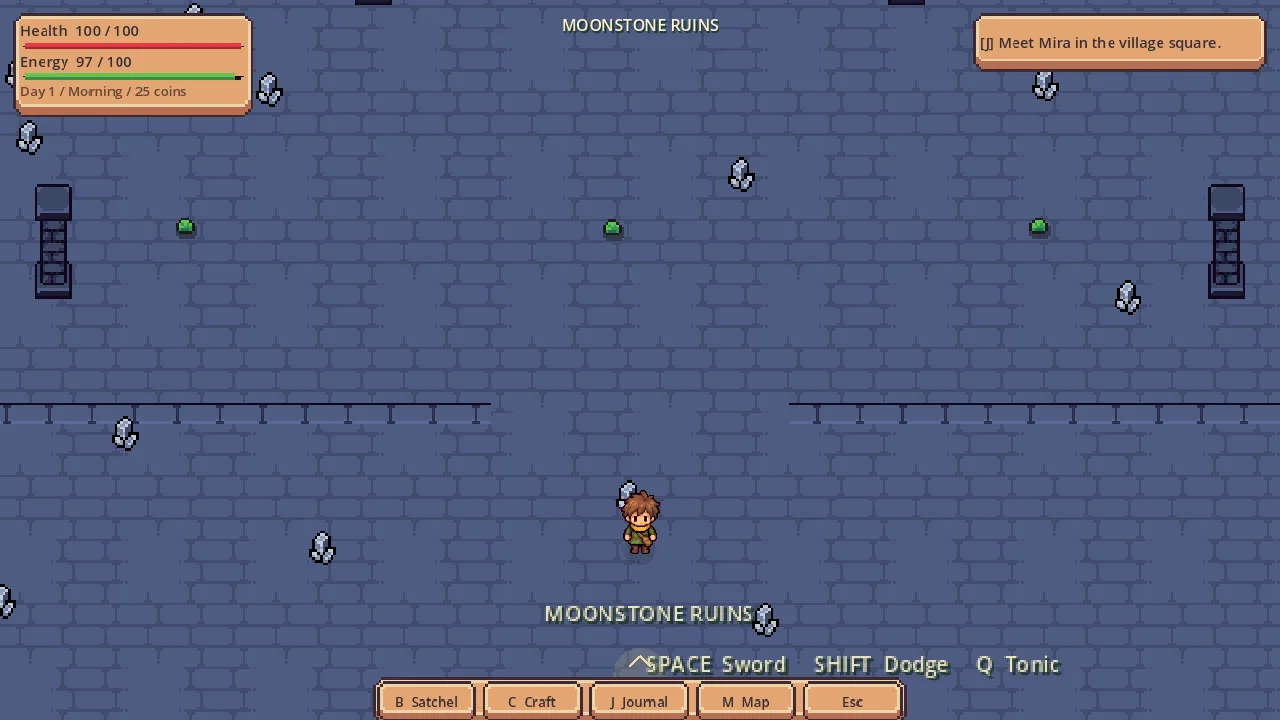 Health 100 / 100
Energy 97 / 100
Day 1 / Morning / 25 coins
MOONSTONE RUINS
[J] Meet Mira in the village square.
MOONSTONE RUINS
SPACE Sword SHIFT Dodge Q Tonic
B Satchel C Craft J Journal M Map Esc